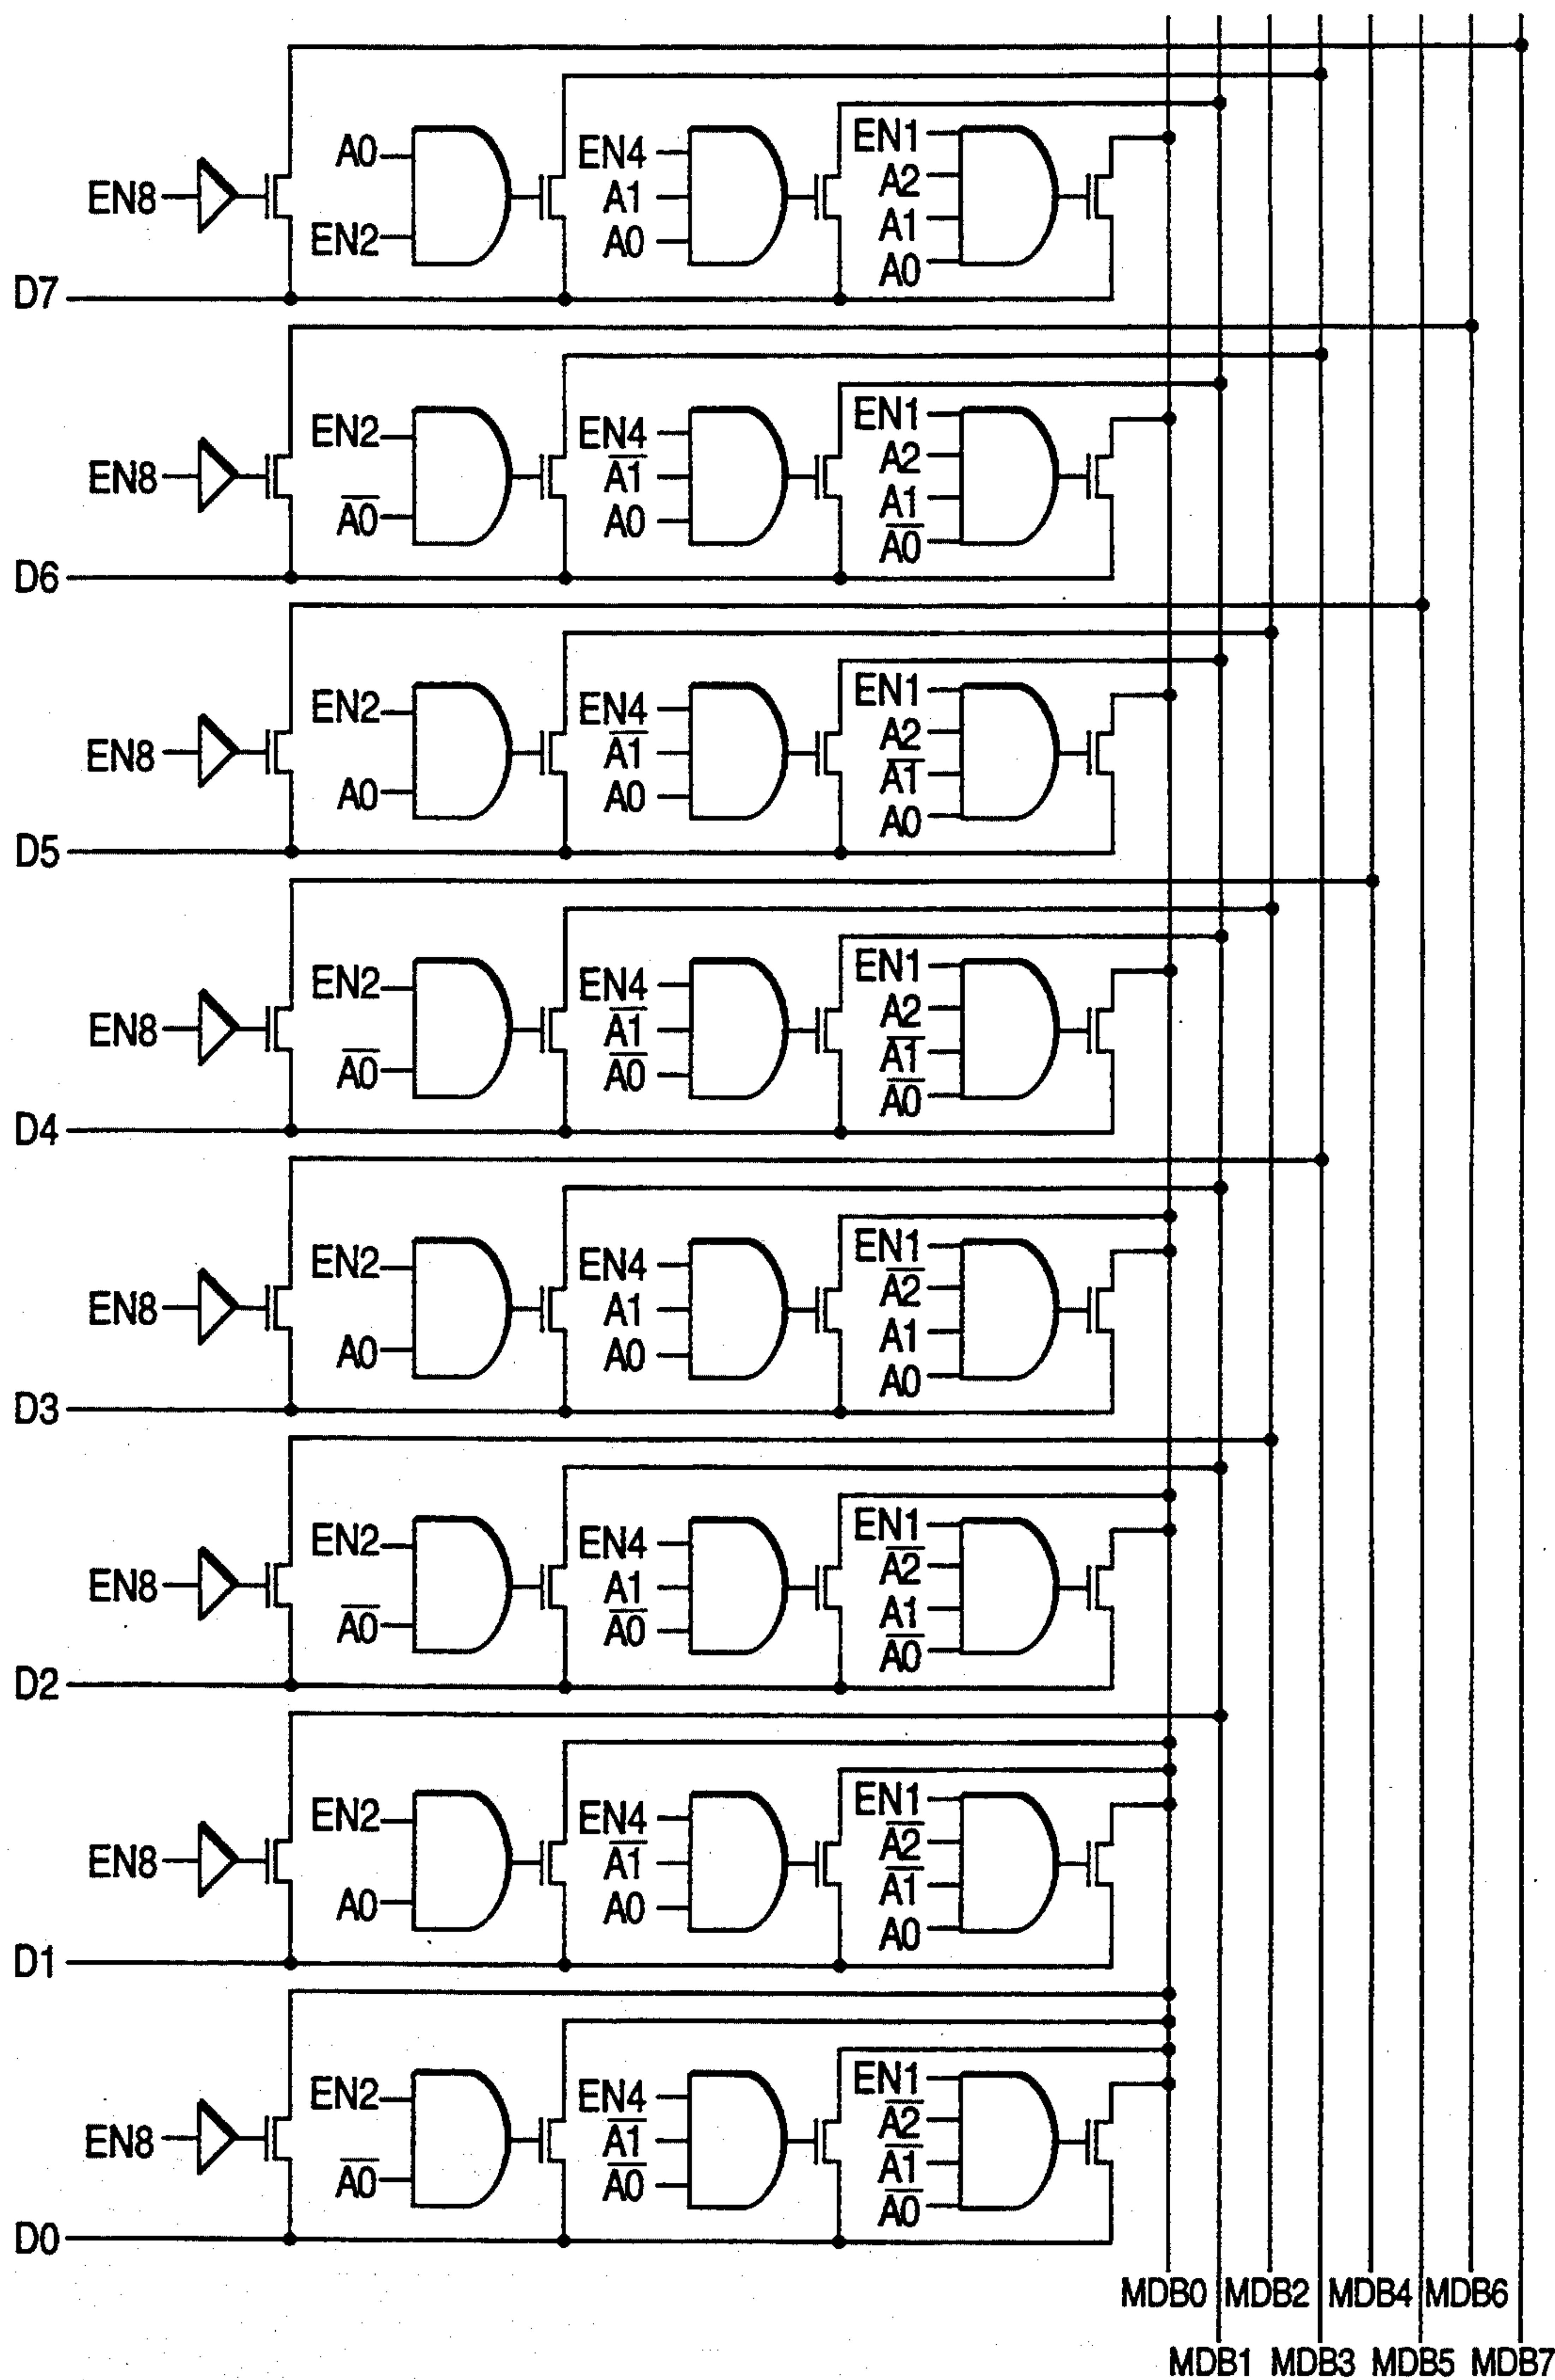 A0
EN4
EN1
A2
EN8
A1
A1
EN2
A0
A0
D7
EN2
EN4
EN1
A2
EN8
A̅1̅
A1
A̅0̅
A0
A̅0̅
D6
EN2
EN4
EN1
A2
EN8
A̅1̅
A̅1̅
A0
A0
A0
D5
EN2
EN4
EN1
A2
EN8
A̅1̅
A̅1̅
A̅0̅
A̅0̅
A̅0̅
D4
EN2
EN4
EN1
A̅2̅
EN8
A1
A1
A0
A0
A0
D3
EN2
EN4
EN1
A̅2̅
EN8
A1
A1
A̅0̅
A̅0̅
A̅0̅
D2
EN2
EN4
EN1
A̅2̅
EN8
A̅1̅
A̅1̅
A0
A0
A0
D1
EN2
EN4
EN1
A̅2̅
EN8
A̅1̅
A̅1̅
A̅0̅
A̅0̅
A̅0̅
D0
MDB0 MDB2 MDB4 MDB6
MDB1 MDB3 MDB5 MDB7